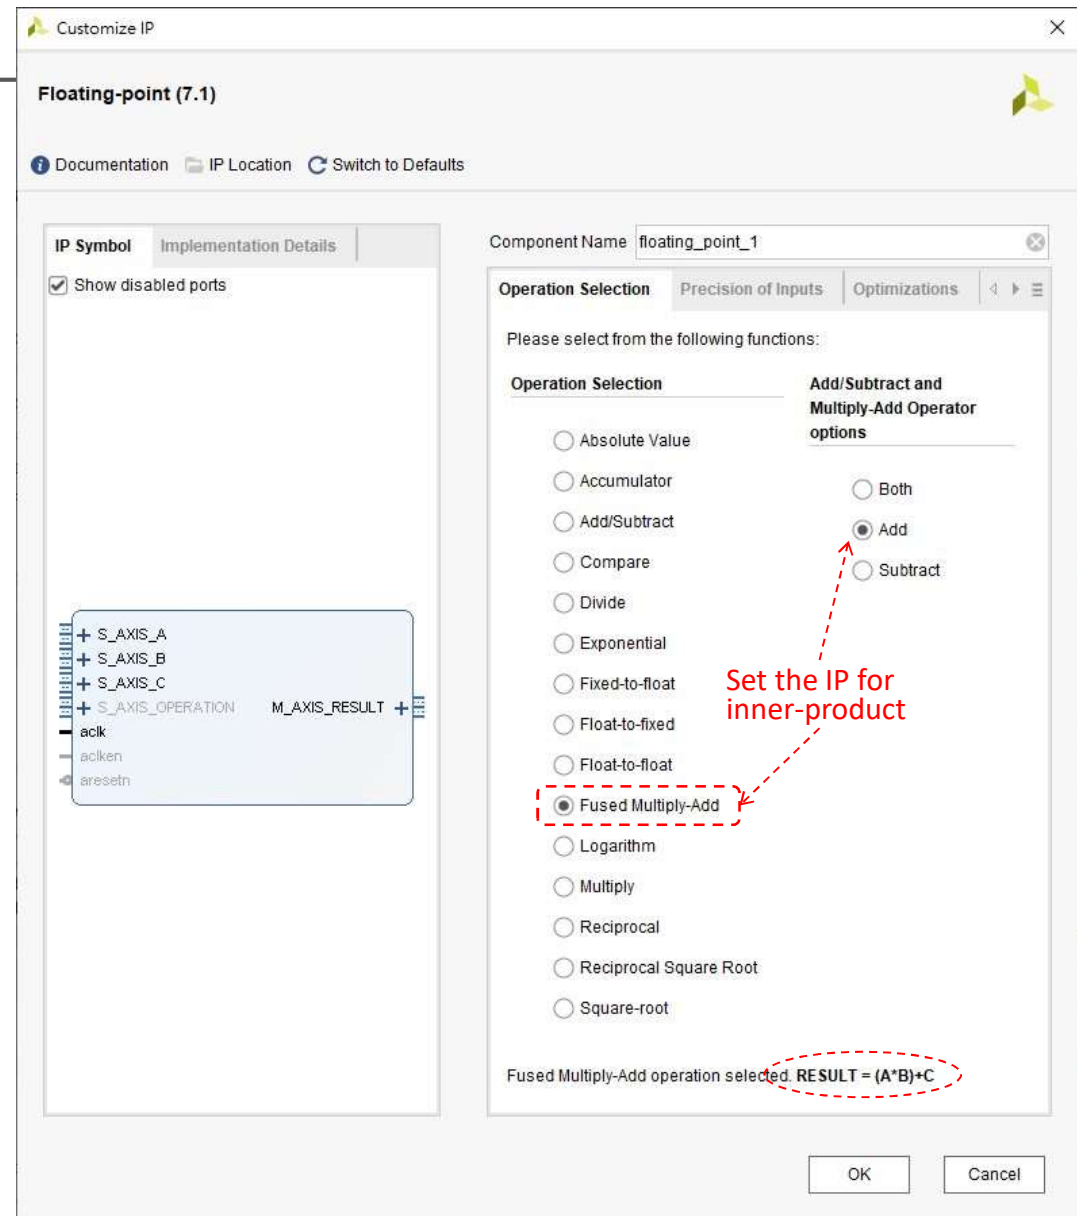 Customize IP
Floating-point (7.1)
Documentation IP Location Switch to Defaults
IP Symbol Implementation Details
Show disabled ports
S_AXIS_A
S_AXIS_B
S_AXIS_C
S_AXIS_OPERATION M_AXIS_RESULT
aclk
aclken
aresetn
Component Name floating_point_1
Operation Selection Precision of Inputs Optimizations
Please select from the following functions:
Operation Selection
Absolute Value
Accumulator
Add/Subtract
Compare
Divide
Exponential
Fixed-to-float
Float-to-fixed
Float-to-float
Fused Multiply-Add
Logarithm
Multiply
Reciprocal
Reciprocal Square Root
Square-root
Add/Subtract and
Multiply-Add Operator
options
Both
Add
Subtract
Set the IP for
inner-product
Fused Multiply-Add operation selected. RESULT = (A*B)+C
OK Cancel